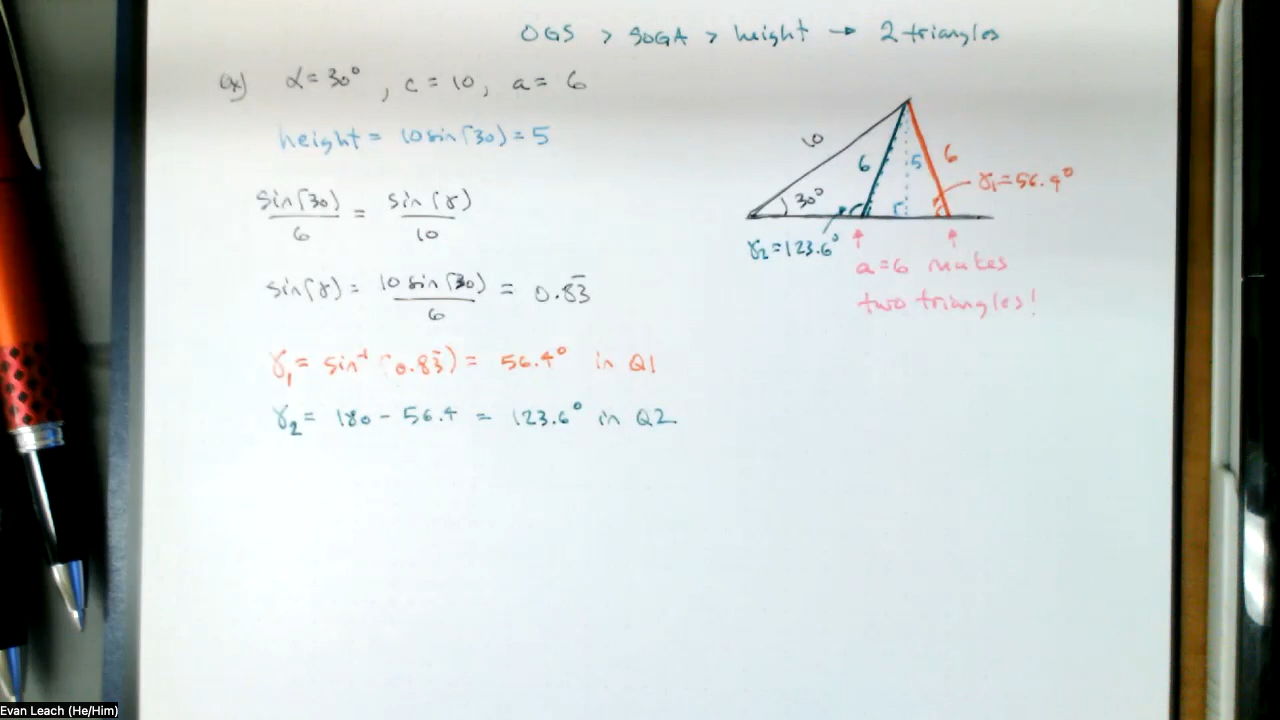 OGS > SOGA > height → 2 triangles
ex) α = 30°, c = 10, a = 6
height = 10 sin(30) = 5
sin(30)/6 = sin(γ)/10
sin(γ) = 10 sin(30)/6 = 0.83̅
γ₁ = sin⁻¹(0.83̅) = 56.4° in Q1
γ₂ = 180 - 56.4 = 123.6° in Q2
10
6
5
6
30°
γ₁ = 56.4°
γ₂ = 123.6°
a = 6 makes
two triangles!
Evan Leach (He/Him)